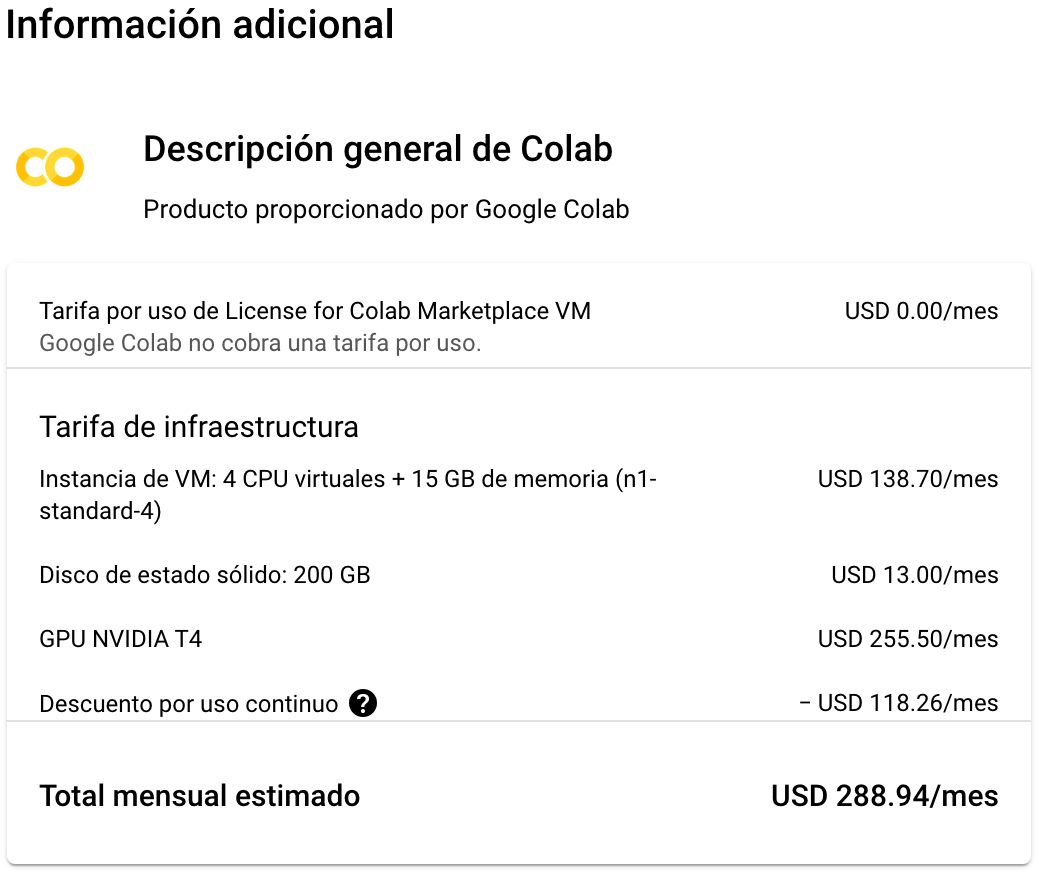 Información adicional
Descripción general de Colab
Producto proporcionado por Google Colab
Tarifa por uso de License for Colab Marketplace VM USD 0.00/mes
Google Colab no cobra una tarifa por uso.
Tarifa de infraestructura
Instancia de VM: 4 CPU virtuales + 15 GB de memoria (n1- USD 138.70/mes
standard-4)
Disco de estado sólido: 200 GB USD 13.00/mes
GPU NVIDIA T4 USD 255.50/mes
Descuento por uso continuo ? − USD 118.26/mes
Total mensual estimado USD 288.94/mes